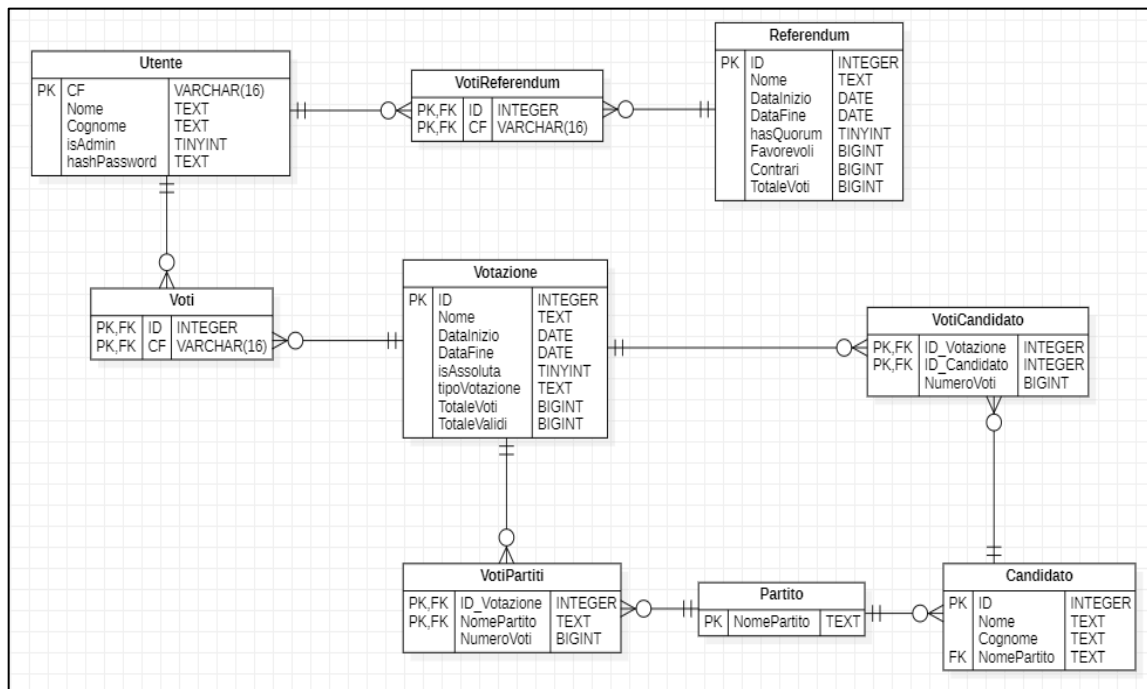 Utente
PK CF VARCHAR(16)
Nome TEXT
Cognome TEXT
isAdmin TINYINT
hashPassword TEXT
VotiReferendum
PK,FK ID INTEGER
PK,FK CF VARCHAR(16)
Referendum
PK ID INTEGER
Nome TEXT
DataInizio DATE
DataFine DATE
hasQuorum TINYINT
Favorevoli BIGINT
Contrari BIGINT
TotaleVoti BIGINT
Voti
PK,FK ID INTEGER
PK,FK CF VARCHAR(16)
Votazione
PK ID INTEGER
Nome TEXT
DataInizio DATE
DataFine DATE
isAssoluta TINYINT
tipoVotazione TEXT
TotaleVoti BIGINT
TotaleValidi BIGINT
VotiCandidato
PK,FK ID_Votazione INTEGER
PK,FK ID_Candidato INTEGER
NumeroVoti BIGINT
VotiPartiti
PK,FK ID_Votazione INTEGER
PK,FK NomePartito TEXT
NumeroVoti BIGINT
Partito
PK NomePartito TEXT
Candidato
PK ID INTEGER
Nome TEXT
Cognome TEXT
FK NomePartito TEXT